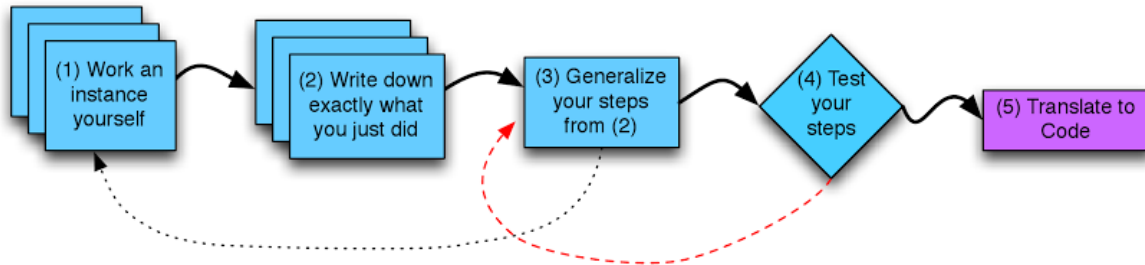 (1) Work an
instance
yourself
(2) Write down
exactly what
you just did
(3) Generalize
your steps
from (2)
(4) Test
your
steps
(5) Translate to
Code